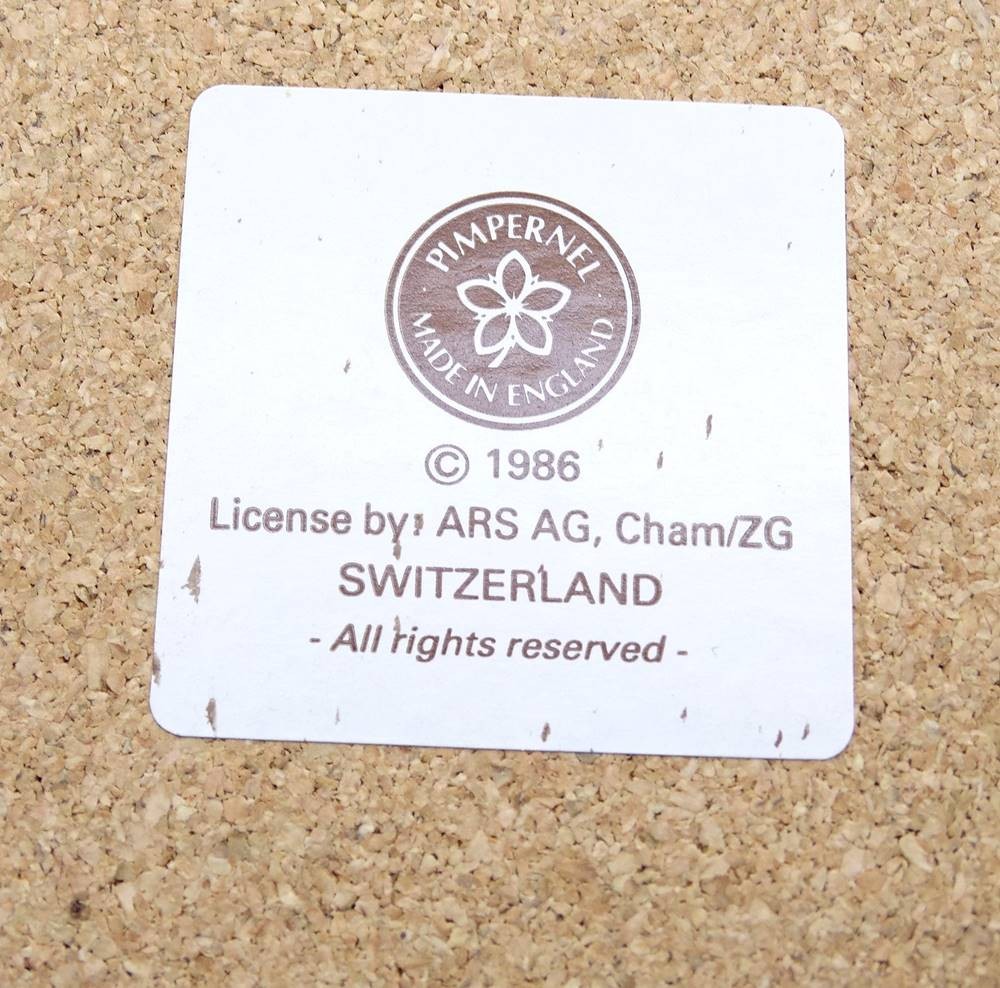 PIMPERNEL
MADE IN ENGLAND
© 1986
License by: ARS AG, Cham/ZG
SWITZERLAND
- All rights reserved -